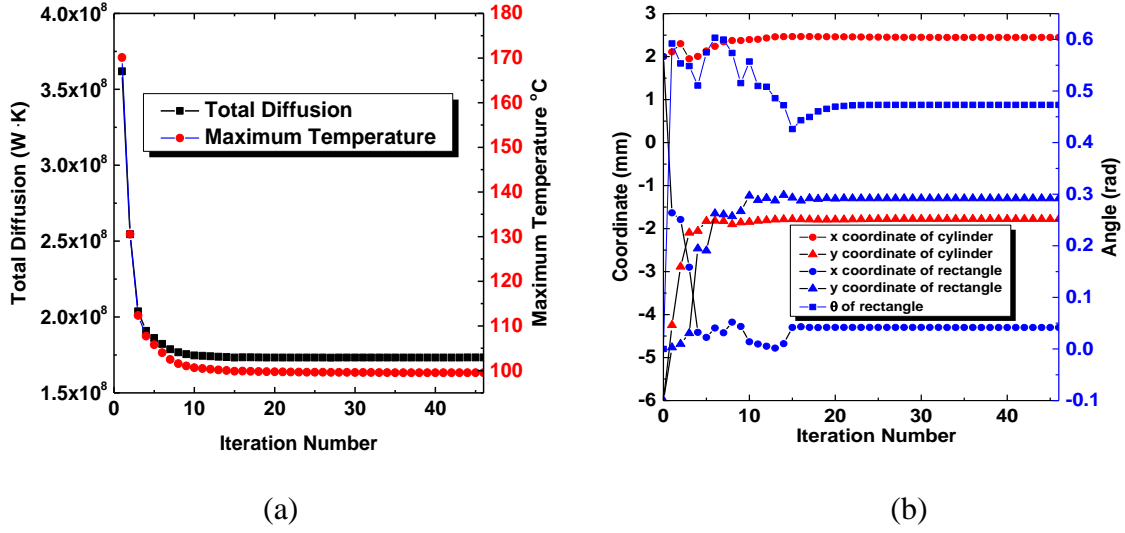 4.0x10⁸
3.5x10⁸
3.0x10⁸
2.5x10⁸
2.0x10⁸
1.5x10⁸
Total Diffusion (W ·K)
Total Diffusion
Maximum Temperature
180
170
160
150
140
130
120
110
100
Maximum Temperature °C
0 10 20 30 40
Iteration Number
(a)
3
2
1
0
-1
-2
-3
-4
-5
-6
Coordinate (mm)
x coordinate of cylinder
y coordinate of cylinder
x coordinate of rectangle
y coordinate of rectangle
θ of rectangle
0.6
0.5
0.4
0.3
0.2
0.1
0.0
-0.1
Angle (rad)
0 10 20 30 40
Iteration Number
(b)